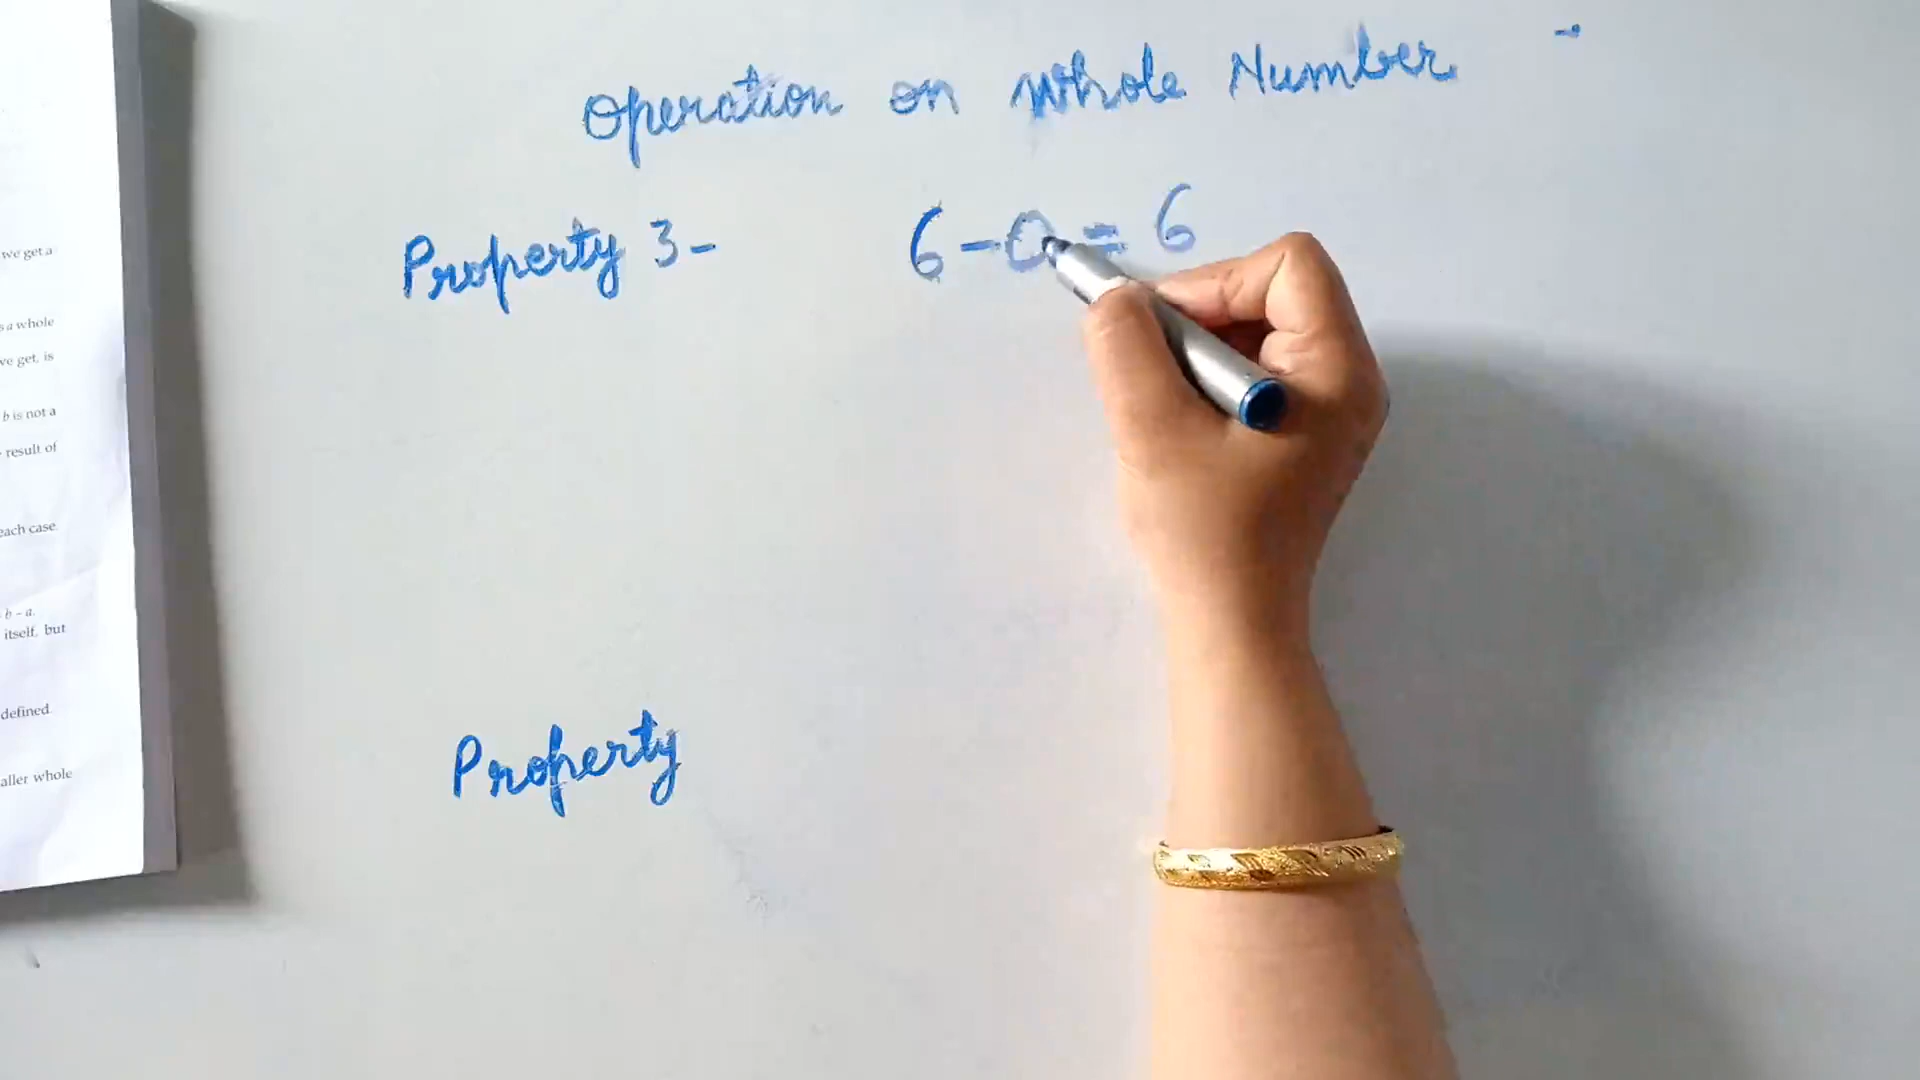 Operation on Whole Number
Property 3 - 6 - 0 = 6
Property
we get a
s a whole
ve get, is
b is not a
result of
each case.
b - a.
itself, but
defined.
aller whole